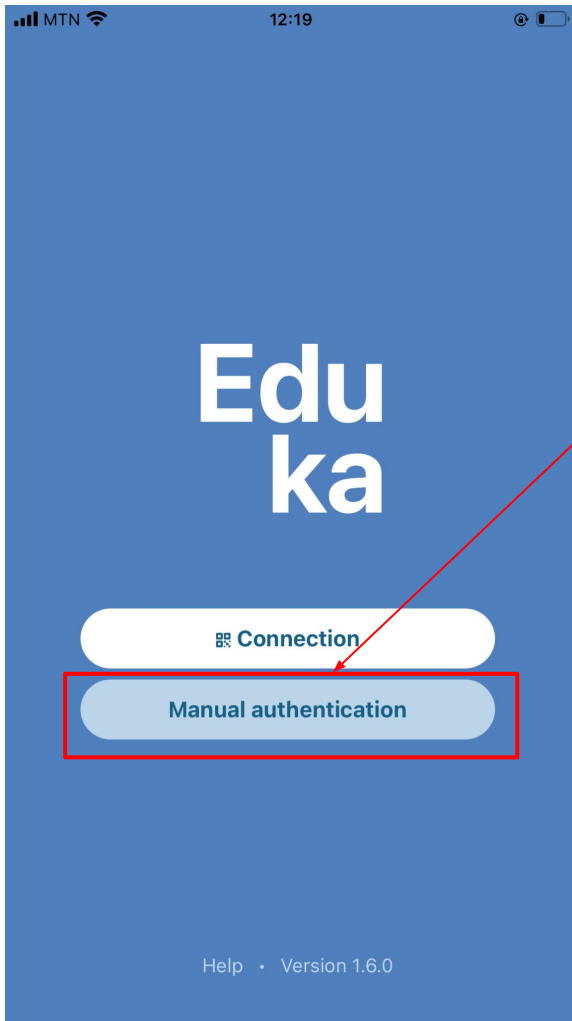 MTN 12:19
Edu
ka
Connection
Manual authentication
Help • Version 1.6.0